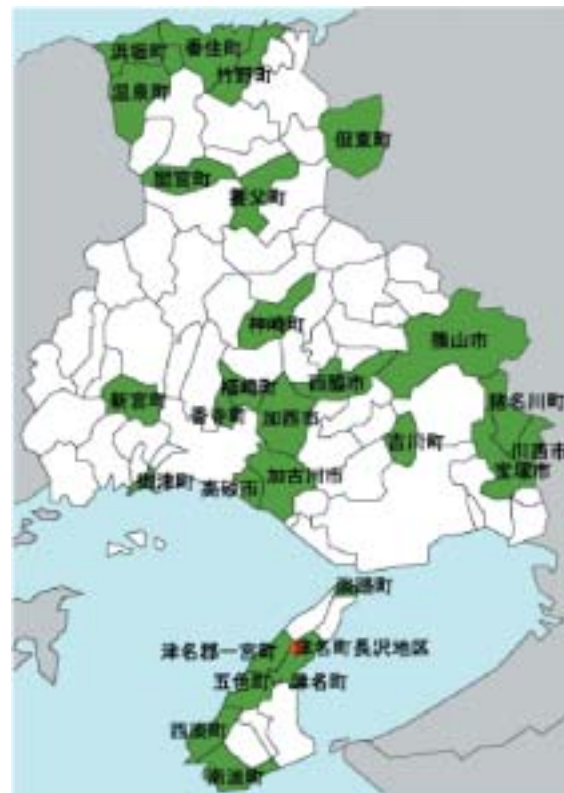 浜坂町
香住町
竹野町
温泉町
但東町
関宮町
養父町
神崎町
篠山市
西脇市
福崎町
猪名川町
新宮町
香寺町
加西市
吉川町
川西市
宝塚市
加古川市
高砂市
御津町
淡路町
津名郡一宮町
津名町長沢地区
五色町
津名町
西淡町
南淡町